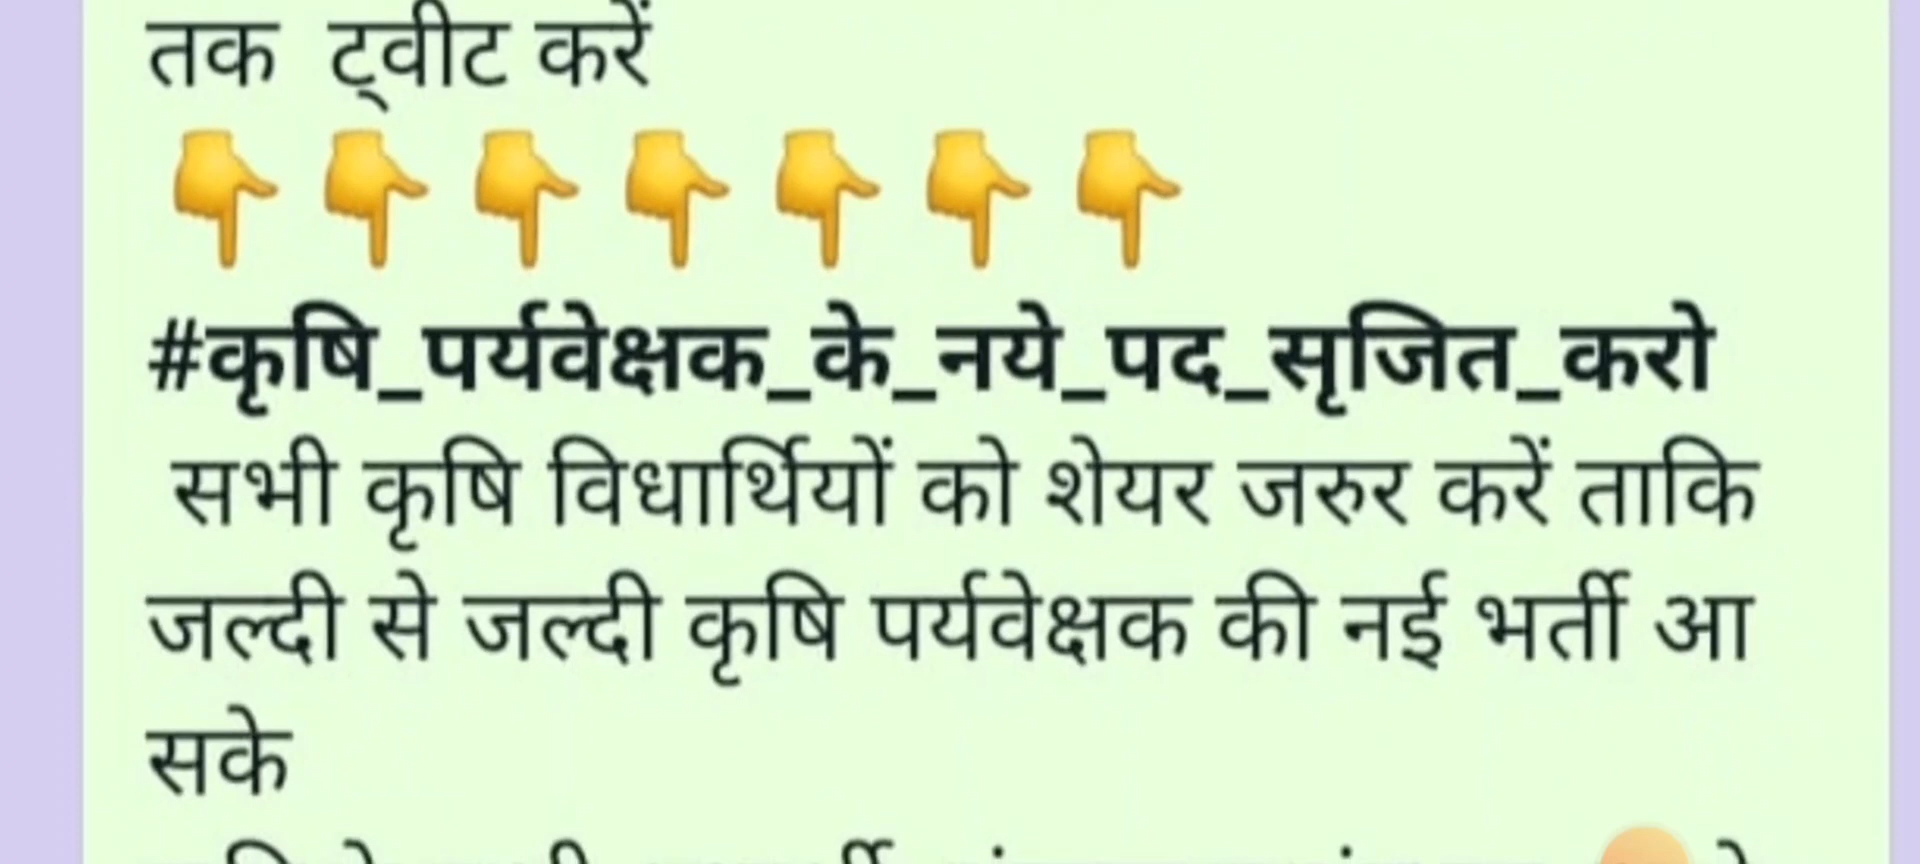 तक ट्वीट करें
👇👇👇👇👇👇👇
#कृषि_पर्यवेक्षक_के_नये_पद_सृजित_करो
सभी कृषि विधार्थियों को शेयर जरुर करें ताकि
जल्दी से जल्दी कृषि पर्यवेक्षक की नई भर्ती आ
सके